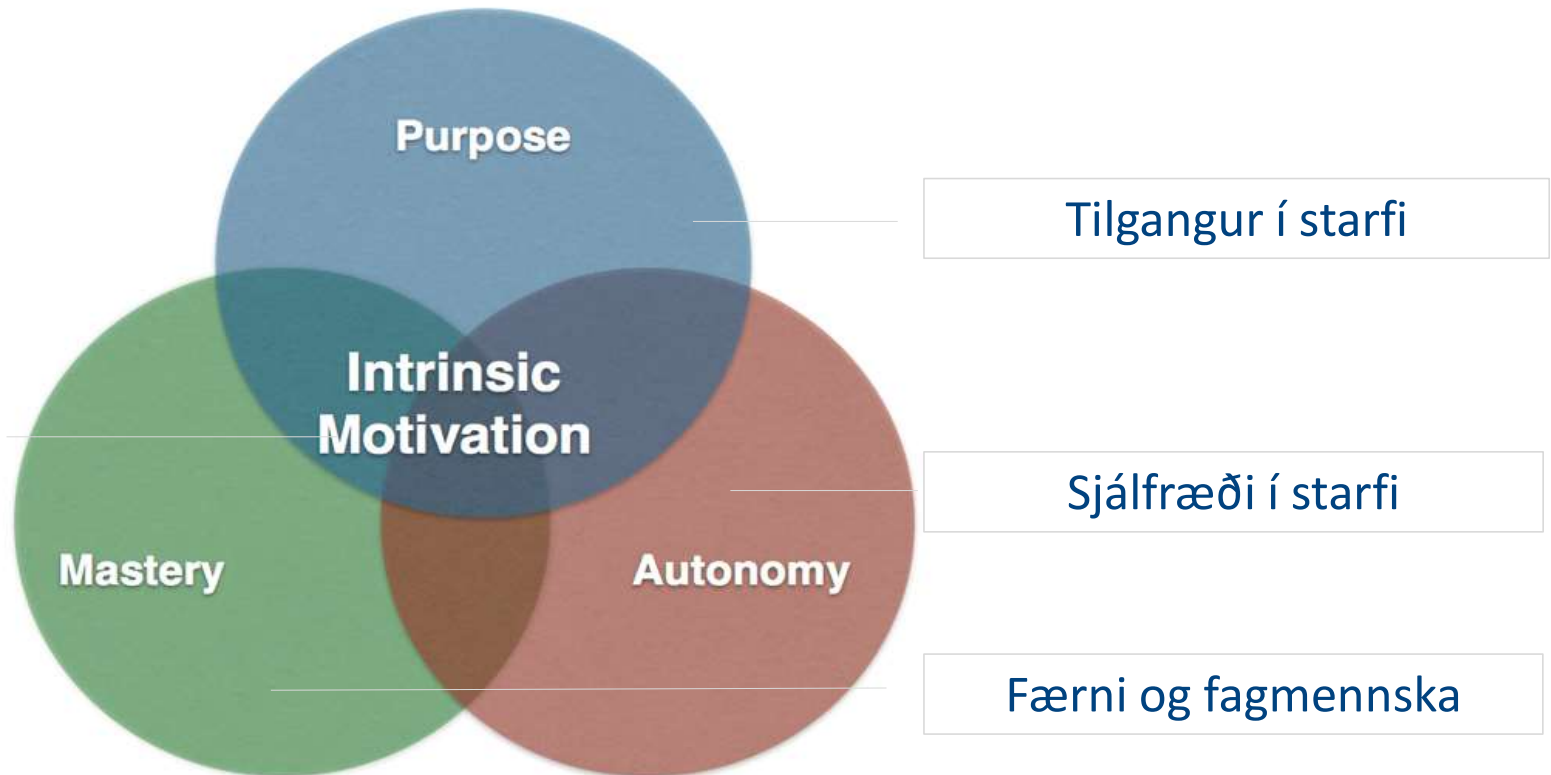 Purpose
Tilgangur í starfi
Intrinsic
Motivation
Sjálfræði í starfi
Mastery
Autonomy
Færni og fagmennska